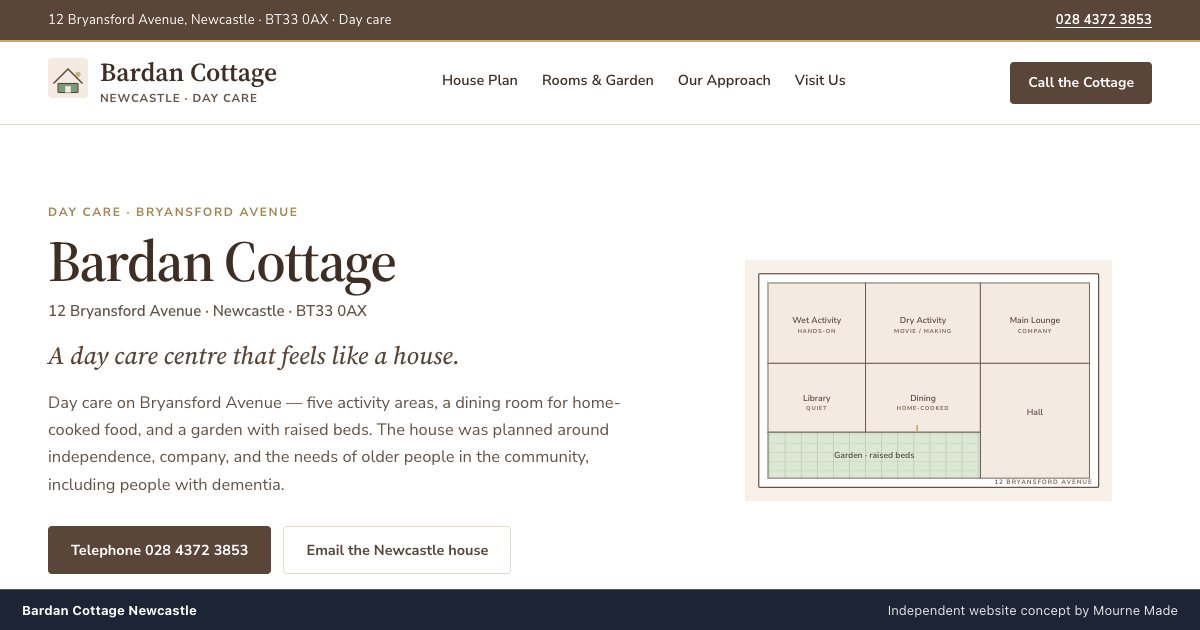 12 Bryansford Avenue, Newcastle · BT33 0AX · Day care
028 4372 3853
Bardan Cottage
NEWCASTLE · DAY CARE
House Plan
Rooms & Garden
Our Approach
Visit Us
Call the Cottage
DAY CARE · BRYANSFORD AVENUE
Bardan Cottage
12 Bryansford Avenue · Newcastle · BT33 0AX
A day care centre that feels like a house.
Day care on Bryansford Avenue — five activity areas, a dining room for home-
cooked food, and a garden with raised beds. The house was planned around
independence, company, and the needs of older people in the community,
including people with dementia.
Telephone 028 4372 3853
Email the Newcastle house
Wet Activity
HANDS-ON
Dry Activity
MOVIE / MAKING
Main Lounge
COMPANY
Library
QUIET
Dining
HOME-COOKED
Hall
Garden · raised beds
12 BRYANSFORD AVENUE
Bardan Cottage Newcastle
Independent website concept by Mourne Made